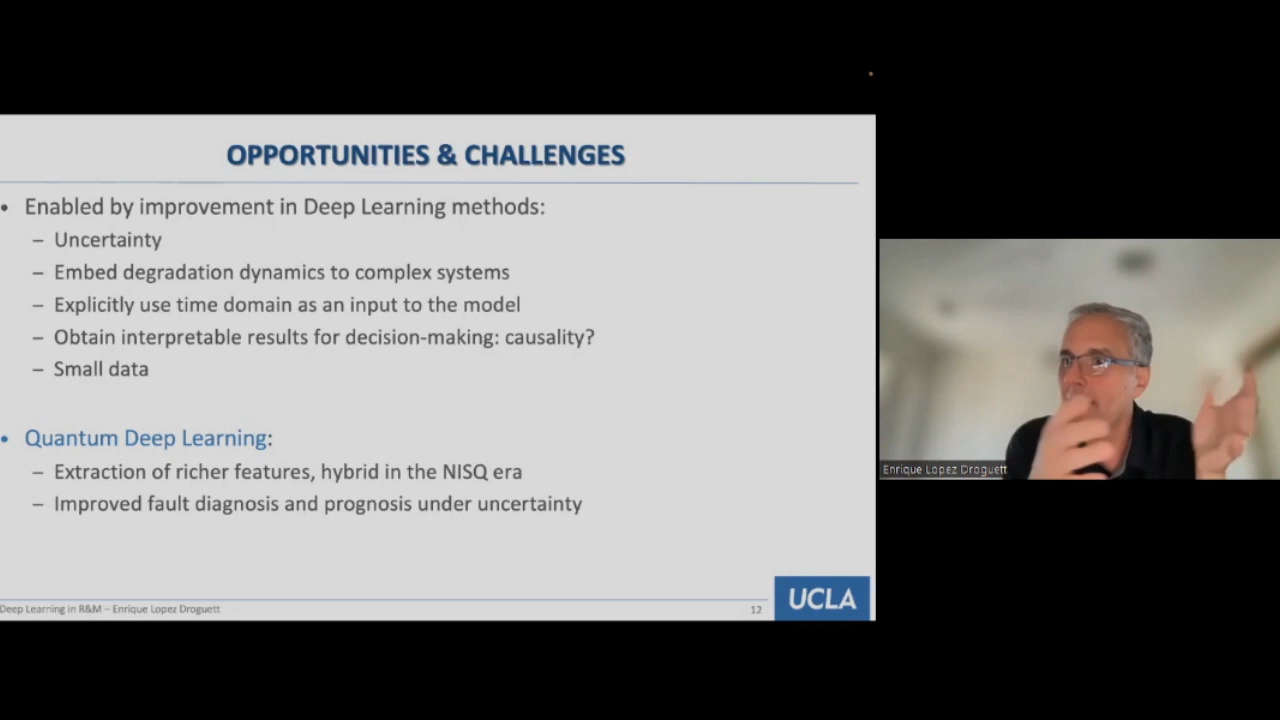 OPPORTUNITIES & CHALLENGES
• Enabled by improvement in Deep Learning methods:
– Uncertainty
– Embed degradation dynamics to complex systems
– Explicitly use time domain as an input to the model
– Obtain interpretable results for decision-making: causality?
– Small data
• Quantum Deep Learning:
– Extraction of richer features, hybrid in the NISQ era
– Improved fault diagnosis and prognosis under uncertainty
Deep Learning in R&M – Enrique Lopez Droguett
12
UCLA
Enrique Lopez Droguett